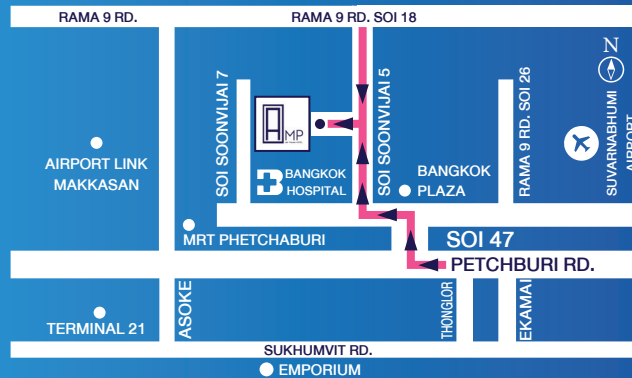 RAMA 9 RD.
RAMA 9 RD. SOI 18
N
SOI SOONVIJAI 7
AMP
SOI SOONVIJAI 5
RAMA 9 RD. SOI 26
SUVARNABHUMI
AIRPORT
AIRPORT LINK
MAKKASAN
BANGKOK
HOSPITAL
BANGKOK
PLAZA
MRT PHETCHABURI
SOI 47
PETCHBURI RD.
TERMINAL 21
ASOKE
THONGLOR
EKAMAI
SUKHUMVIT RD.
EMPORIUM